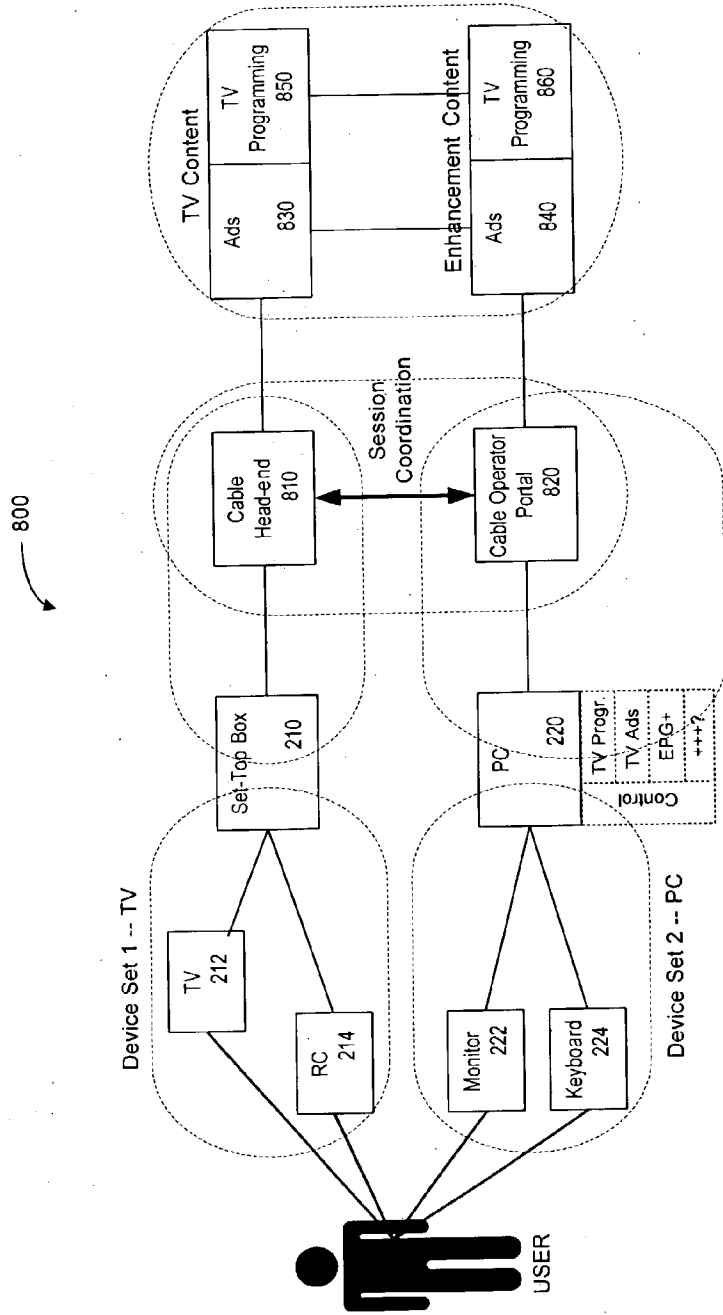 800
Device Set 1 -- TV
TV
212
RC
214
Set-Top Box
210
Cable
Head-end
810
TV Content
Ads
830
TV
Programming
850
Session
Coordination
USER
Monitor
222
Keyboard
224
Device Set 2 -- PC
PC
220
Control
TV Progr.
TV Ads
EPG+
+++?
Cable Operator
Portal
820
Enhancement Content
Ads
840
TV
Programming
860